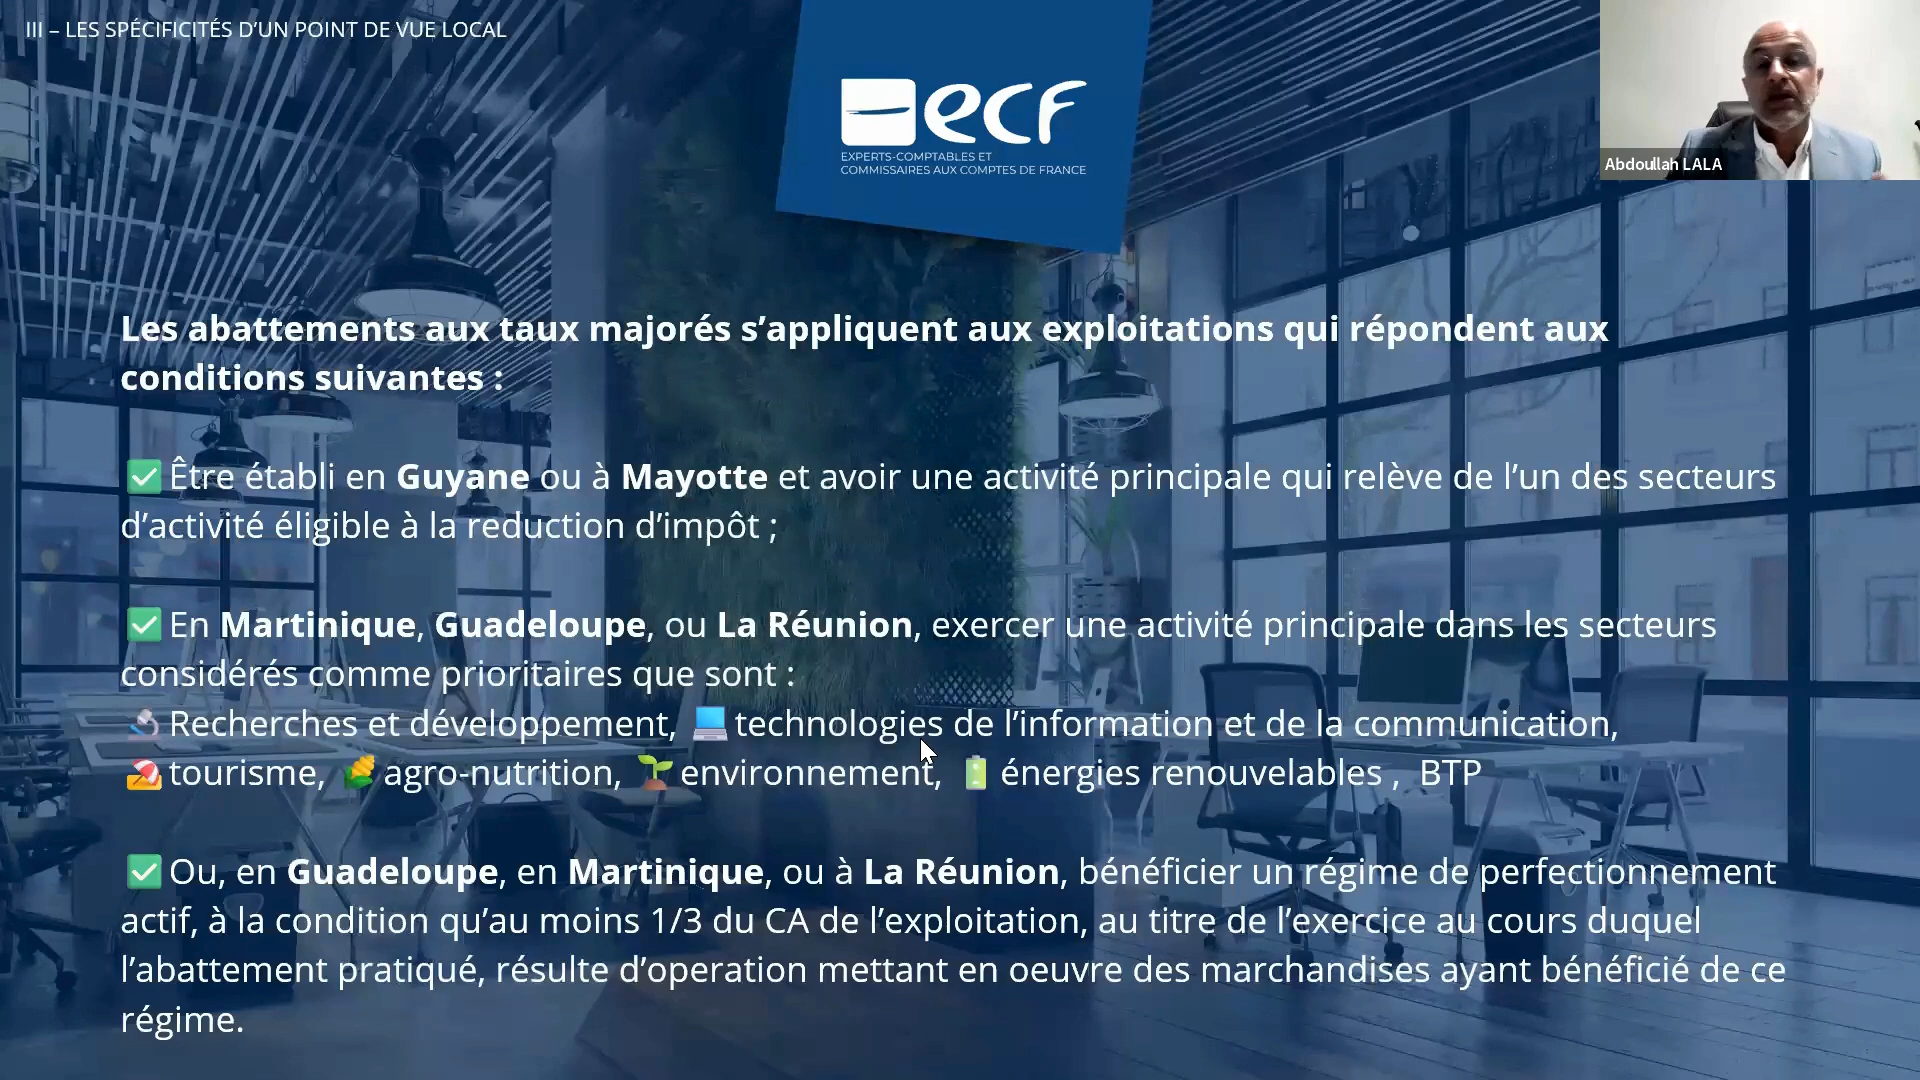 III – LES SPÉCIFICITÉS D’UN POINT DE VUE LOCAL
ecf
EXPERTS-COMPTABLES ET
COMMISSAIRES AUX COMPTES DE FRANCE
Abdoullah LALA
Les abattements aux taux majorés s’appliquent aux exploitations qui répondent aux
conditions suivantes :
✅ Être établi en Guyane ou à Mayotte et avoir une activité principale qui relève de l’un des secteurs
d’activité éligible à la reduction d’impôt ;
✅ En Martinique, Guadeloupe, ou La Réunion, exercer une activité principale dans les secteurs
considérés comme prioritaires que sont :
🔬 Recherches et développement, 💻 technologies de l’information et de la communication,
🏖 tourisme, 🌽 agro-nutrition, 🌱 environnement, 🔋 énergies renouvelables , BTP
✅ Ou, en Guadeloupe, en Martinique, ou à La Réunion, bénéficier un régime de perfectionnement
actif, à la condition qu’au moins 1/3 du CA de l’exploitation, au titre de l’exercice au cours duquel
l’abattement pratiqué, résulte d’operation mettant en oeuvre des marchandises ayant bénéficié de ce
régime.